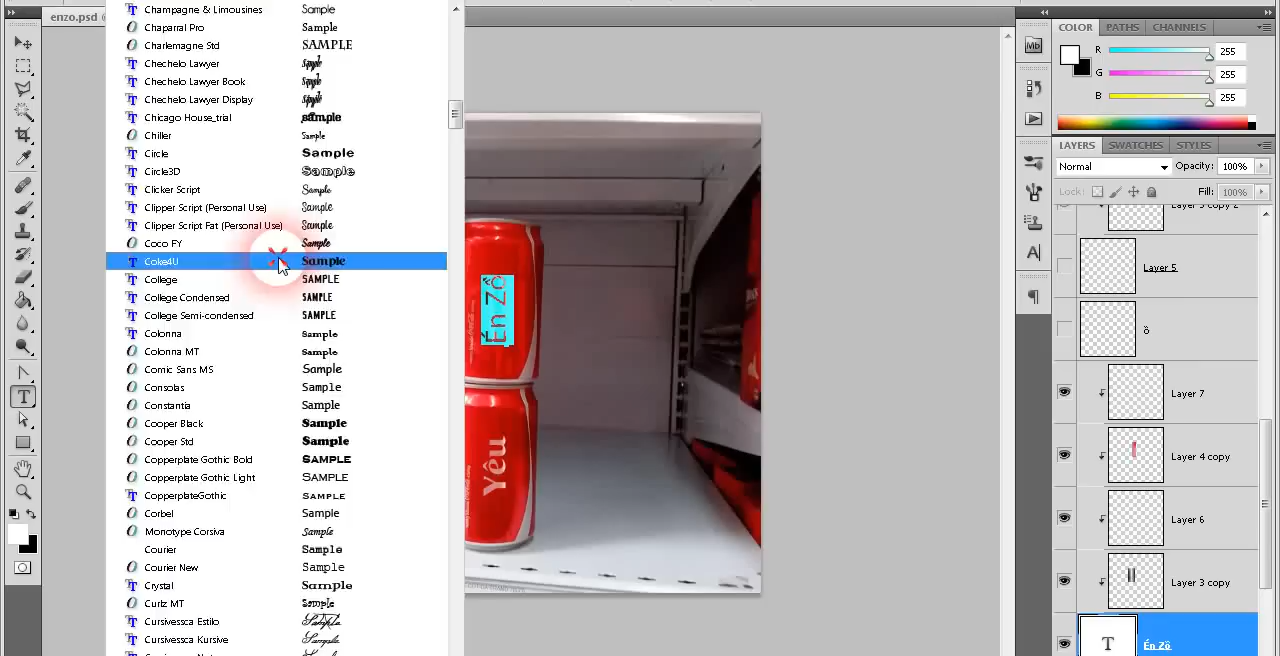 enzo.psd @
Champagne & Limousines Sample
Chaparral Pro Sample
Charlemagne Std SAMPLE
Chechelo Lawyer Sample
Chechelo Lawyer Book Sample
Chechelo Lawyer Display Sample
Chicago House_trial sample
Chiller Sample
Circle Sample
Circle3D Sample
Clicker Script Sample
Clipper Script (Personal Use) Sample
Clipper Script Fat (Personal Use) Sample
Coco FY Sample
Coke4U Sample
College SAMPLE
College Condensed SAMPLE
College Semi-condensed SAMPLE
Colonna Sample
Colonna MT Sample
Comic Sans MS Sample
Consolas Sample
Constantia Sample
Cooper Black Sample
Cooper Std Sample
Copperplate Gothic Bold SAMPLE
Copperplate Gothic Light SAMPLE
CopperplateGothic SAMPLE
Corbel Sample
Monotype Corsiva Sample
Courier Sample
Courier New Sample
Crystal Sample
Curlz MT Sample
Cursivessca Estilo Sample
Cursivessca Kursive Sample
Én Zồ
Yêu
Mb
COLOR PATHS CHANNELS
R 255
G 255
B 255
LAYERS SWATCHES STYLES
Normal Opacity: 100%
Lock: Fill: 100%
Layer 3 copy 2
Layer 5
ồ
Layer 7
Layer 4 copy
Layer 6
Layer 3 copy
T Én Zồ